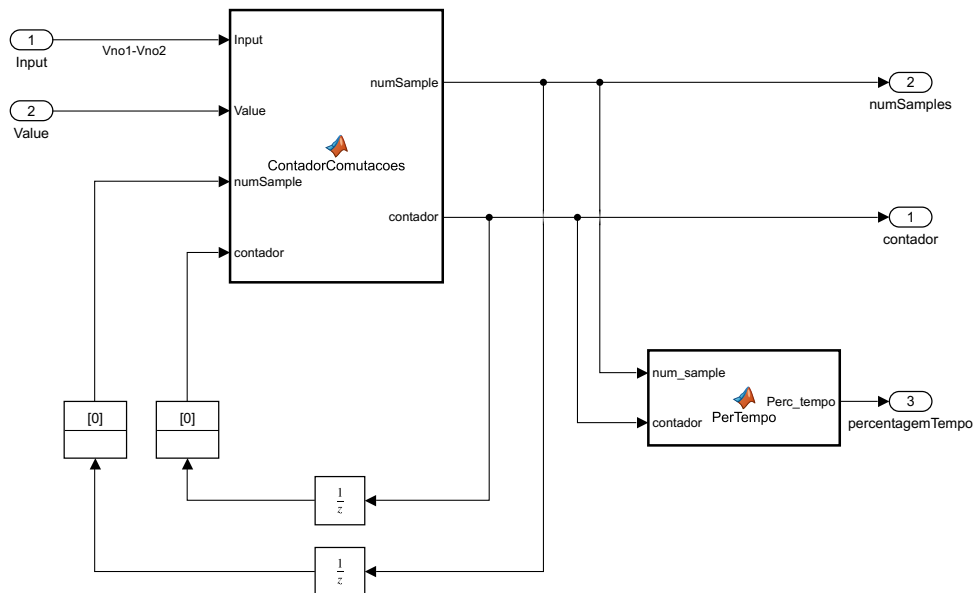 1
Input
Vno1-Vno2
2
Value
Input
Value
numSample
contador
ContadorComutacoes
numSample
contador
2
numSamples
1
contador
num_sample
contador
PerTempo
Perc_tempo
3
percentagemTempo
[0]
[0]
1
z
1
z